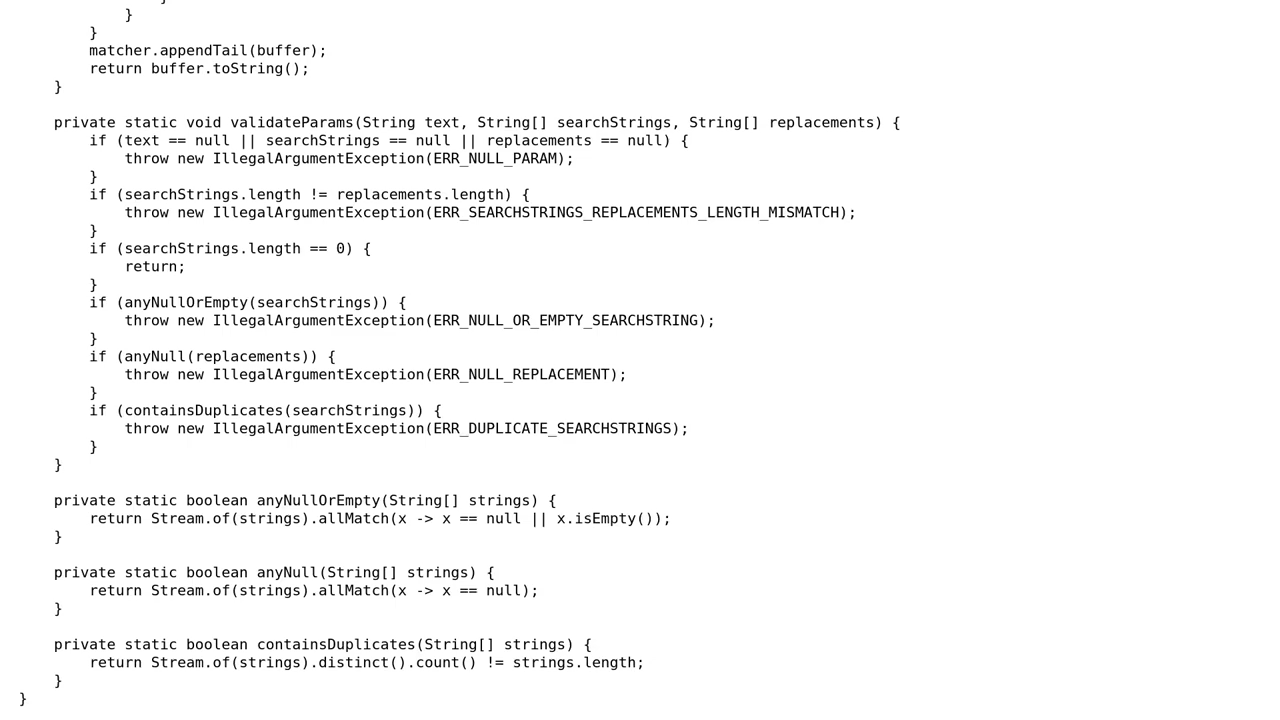 }
}
}
matcher.appendTail(buffer);
return buffer.toString();
}
private static void validateParams(String text, String[] searchStrings, String[] replacements) {
if (text == null || searchStrings == null || replacements == null) {
throw new IllegalArgumentException(ERR_NULL_PARAM);
}
if (searchStrings.length != replacements.length) {
throw new IllegalArgumentException(ERR_SEARCHSTRINGS_REPLACEMENTS_LENGTH_MISMATCH);
}
if (searchStrings.length == 0) {
return;
}
if (anyNullOrEmpty(searchStrings)) {
throw new IllegalArgumentException(ERR_NULL_OR_EMPTY_SEARCHSTRING);
}
if (anyNull(replacements)) {
throw new IllegalArgumentException(ERR_NULL_REPLACEMENT);
}
if (containsDuplicates(searchStrings)) {
throw new IllegalArgumentException(ERR_DUPLICATE_SEARCHSTRINGS);
}
}
private static boolean anyNullOrEmpty(String[] strings) {
return Stream.of(strings).allMatch(x -> x == null || x.isEmpty());
}
private static boolean anyNull(String[] strings) {
return Stream.of(strings).allMatch(x -> x == null);
}
private static boolean containsDuplicates(String[] strings) {
return Stream.of(strings).distinct().count() != strings.length;
}
}